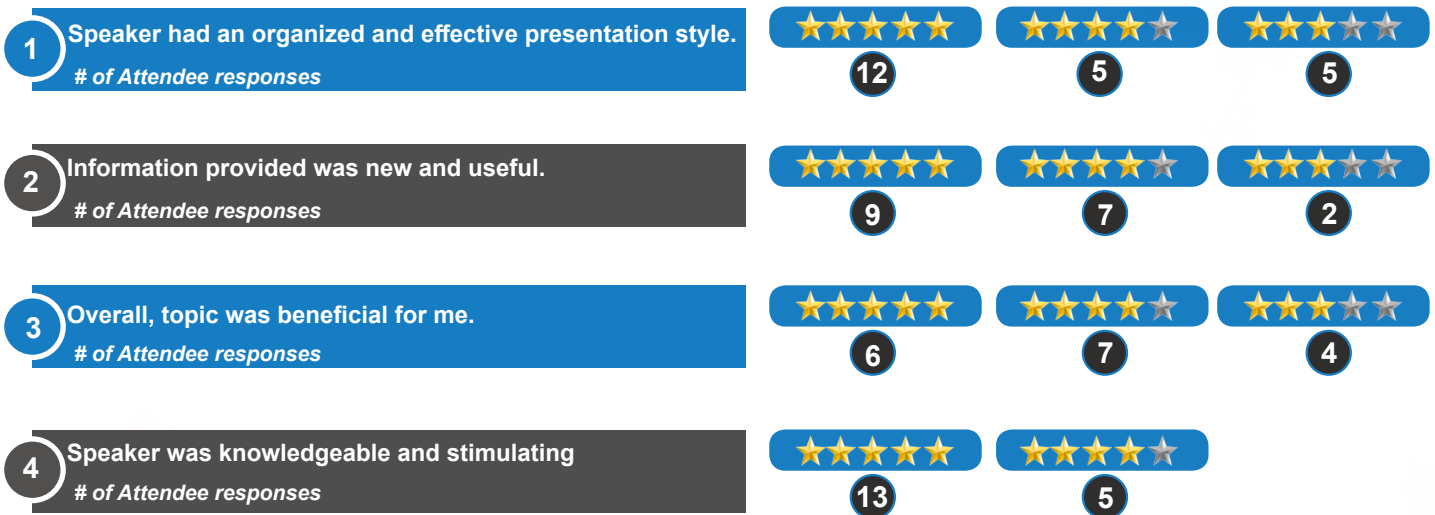 1
Speaker had an organized and effective presentation style.
# of Attendee responses
12 5 5
2
Information provided was new and useful.
# of Attendee responses
9 7 2
3
Overall, topic was beneficial for me.
# of Attendee responses
6 7 4
4
Speaker was knowledgeable and stimulating
# of Attendee responses
13 5